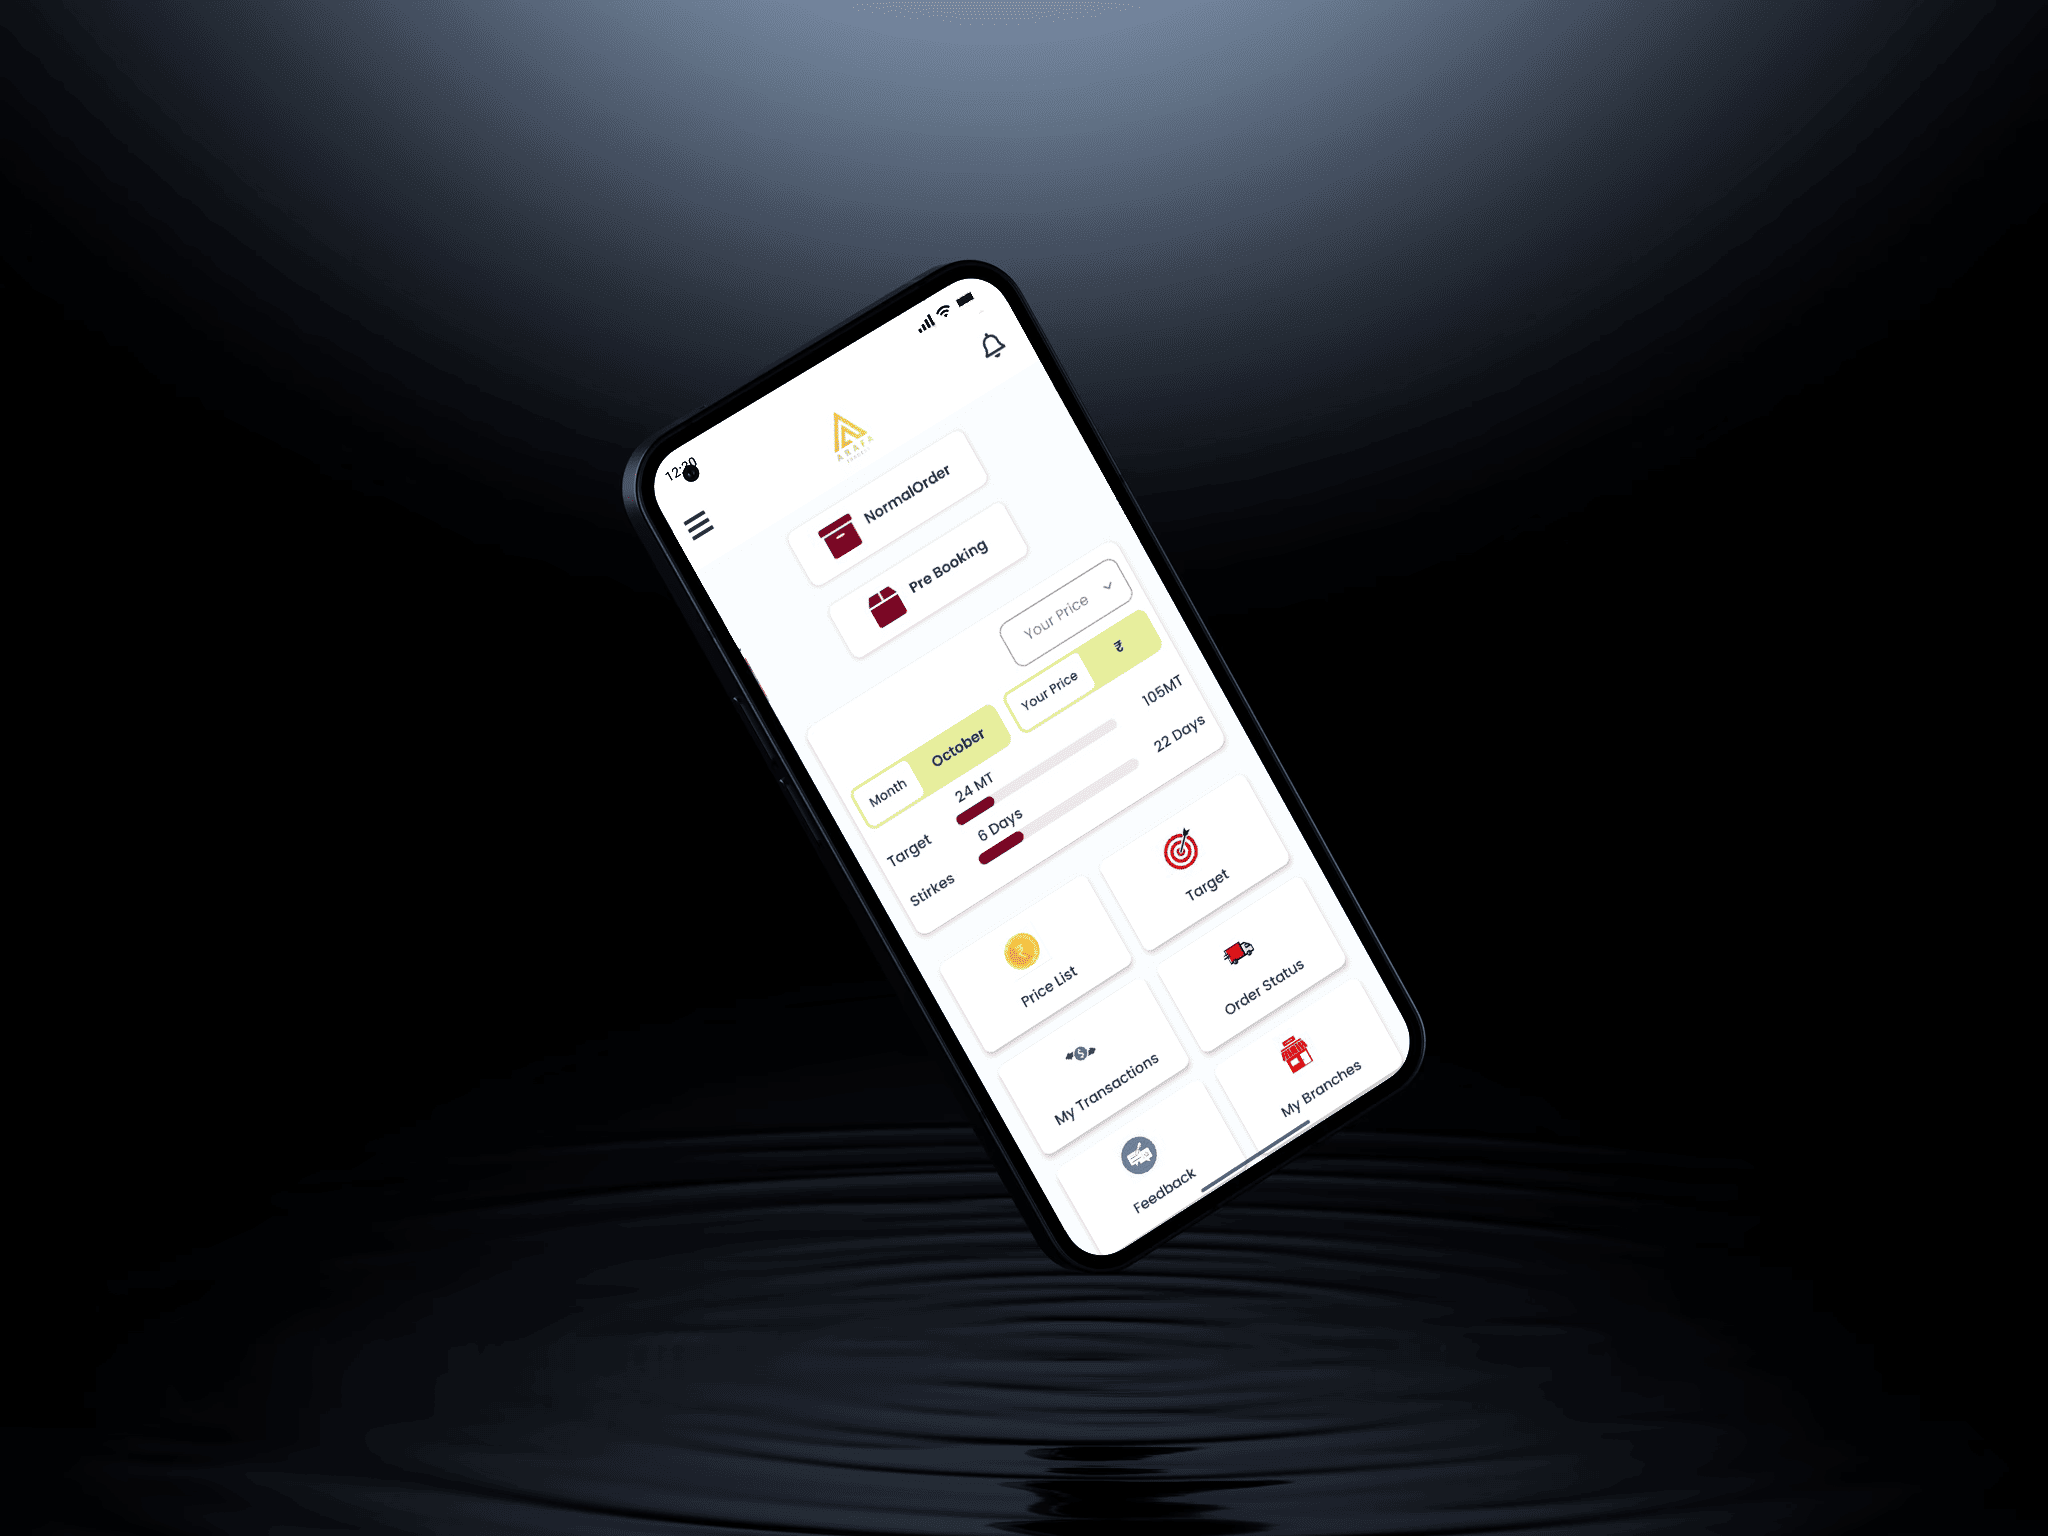 12:20
ARAFA
NormalOrder
Pre Booking
Your Price
Month October
Your Price ₹
Target 24 MT 105MT
Stirkes 6 Days 22 Days
Price List
Target
My Transactions
Order Status
Feedback
My Branches